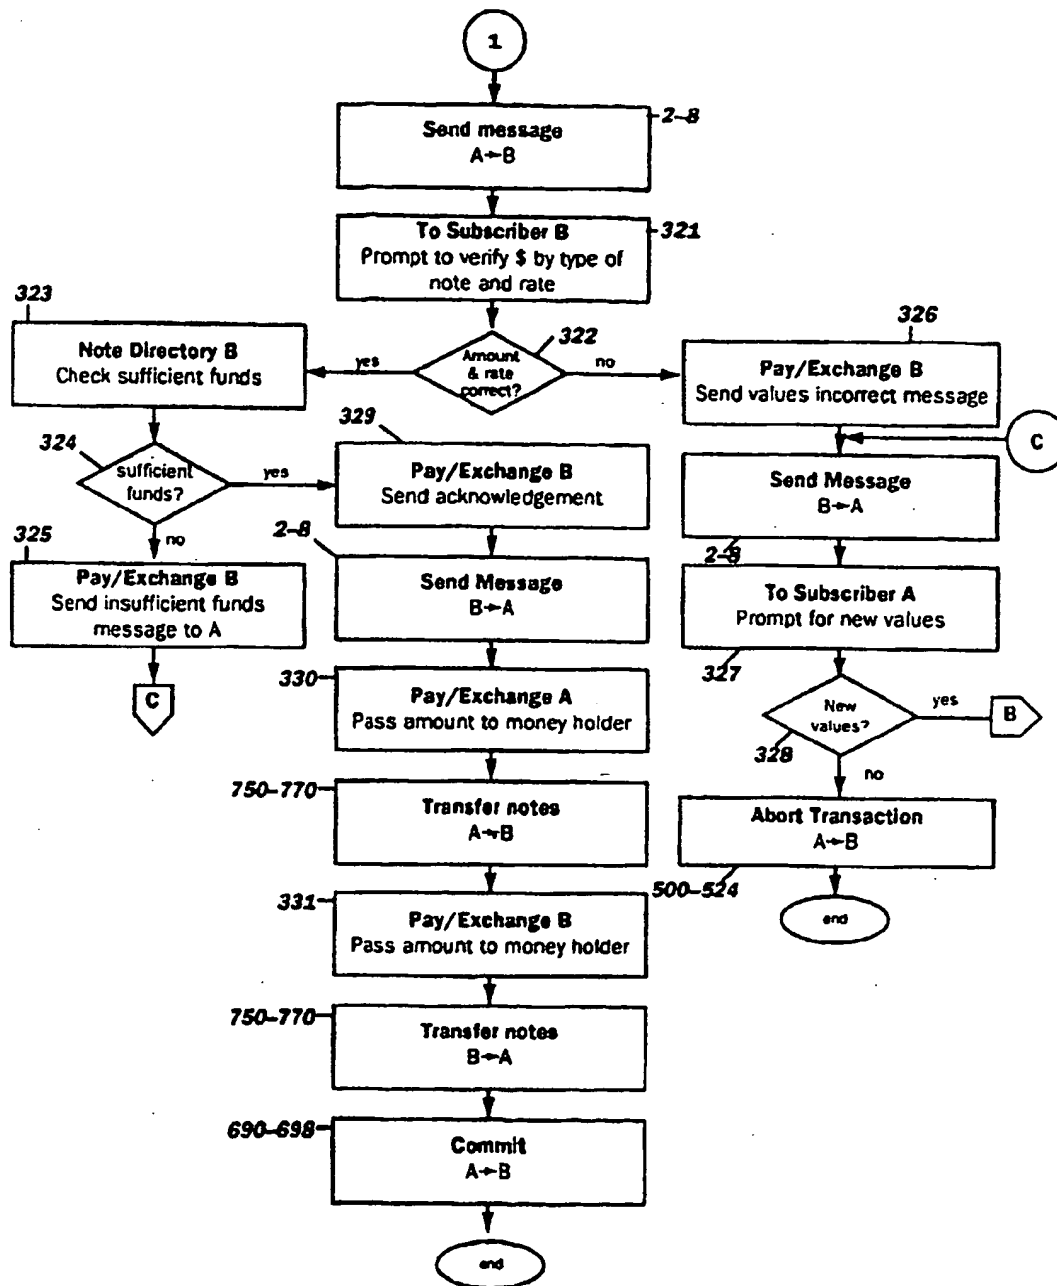 1
Send message
A→B
2–8
To Subscriber B
Prompt to verify $ by type of
note and rate
321
323
Note Directory B
Check sufficient funds
yes
Amount
& rate
correct?
322
no
326
Pay/Exchange B
Send values incorrect message
C
324
sufficient
funds?
yes
329
Pay/Exchange B
Send acknowledgement
Send Message
B→A
2–8
no
325
Pay/Exchange B
Send insufficient funds
message to A
C
2–8
Send Message
B→A
To Subscriber A
Prompt for new values
327
330
Pay/Exchange A
Pass amount to money holder
New
values?
328
yes
B
no
750–770
Transfer notes
A→B
Abort Transaction
A→B
500–524
end
331
Pay/Exchange B
Pass amount to money holder
750–770
Transfer notes
B→A
690–698
Commit
A→B
end